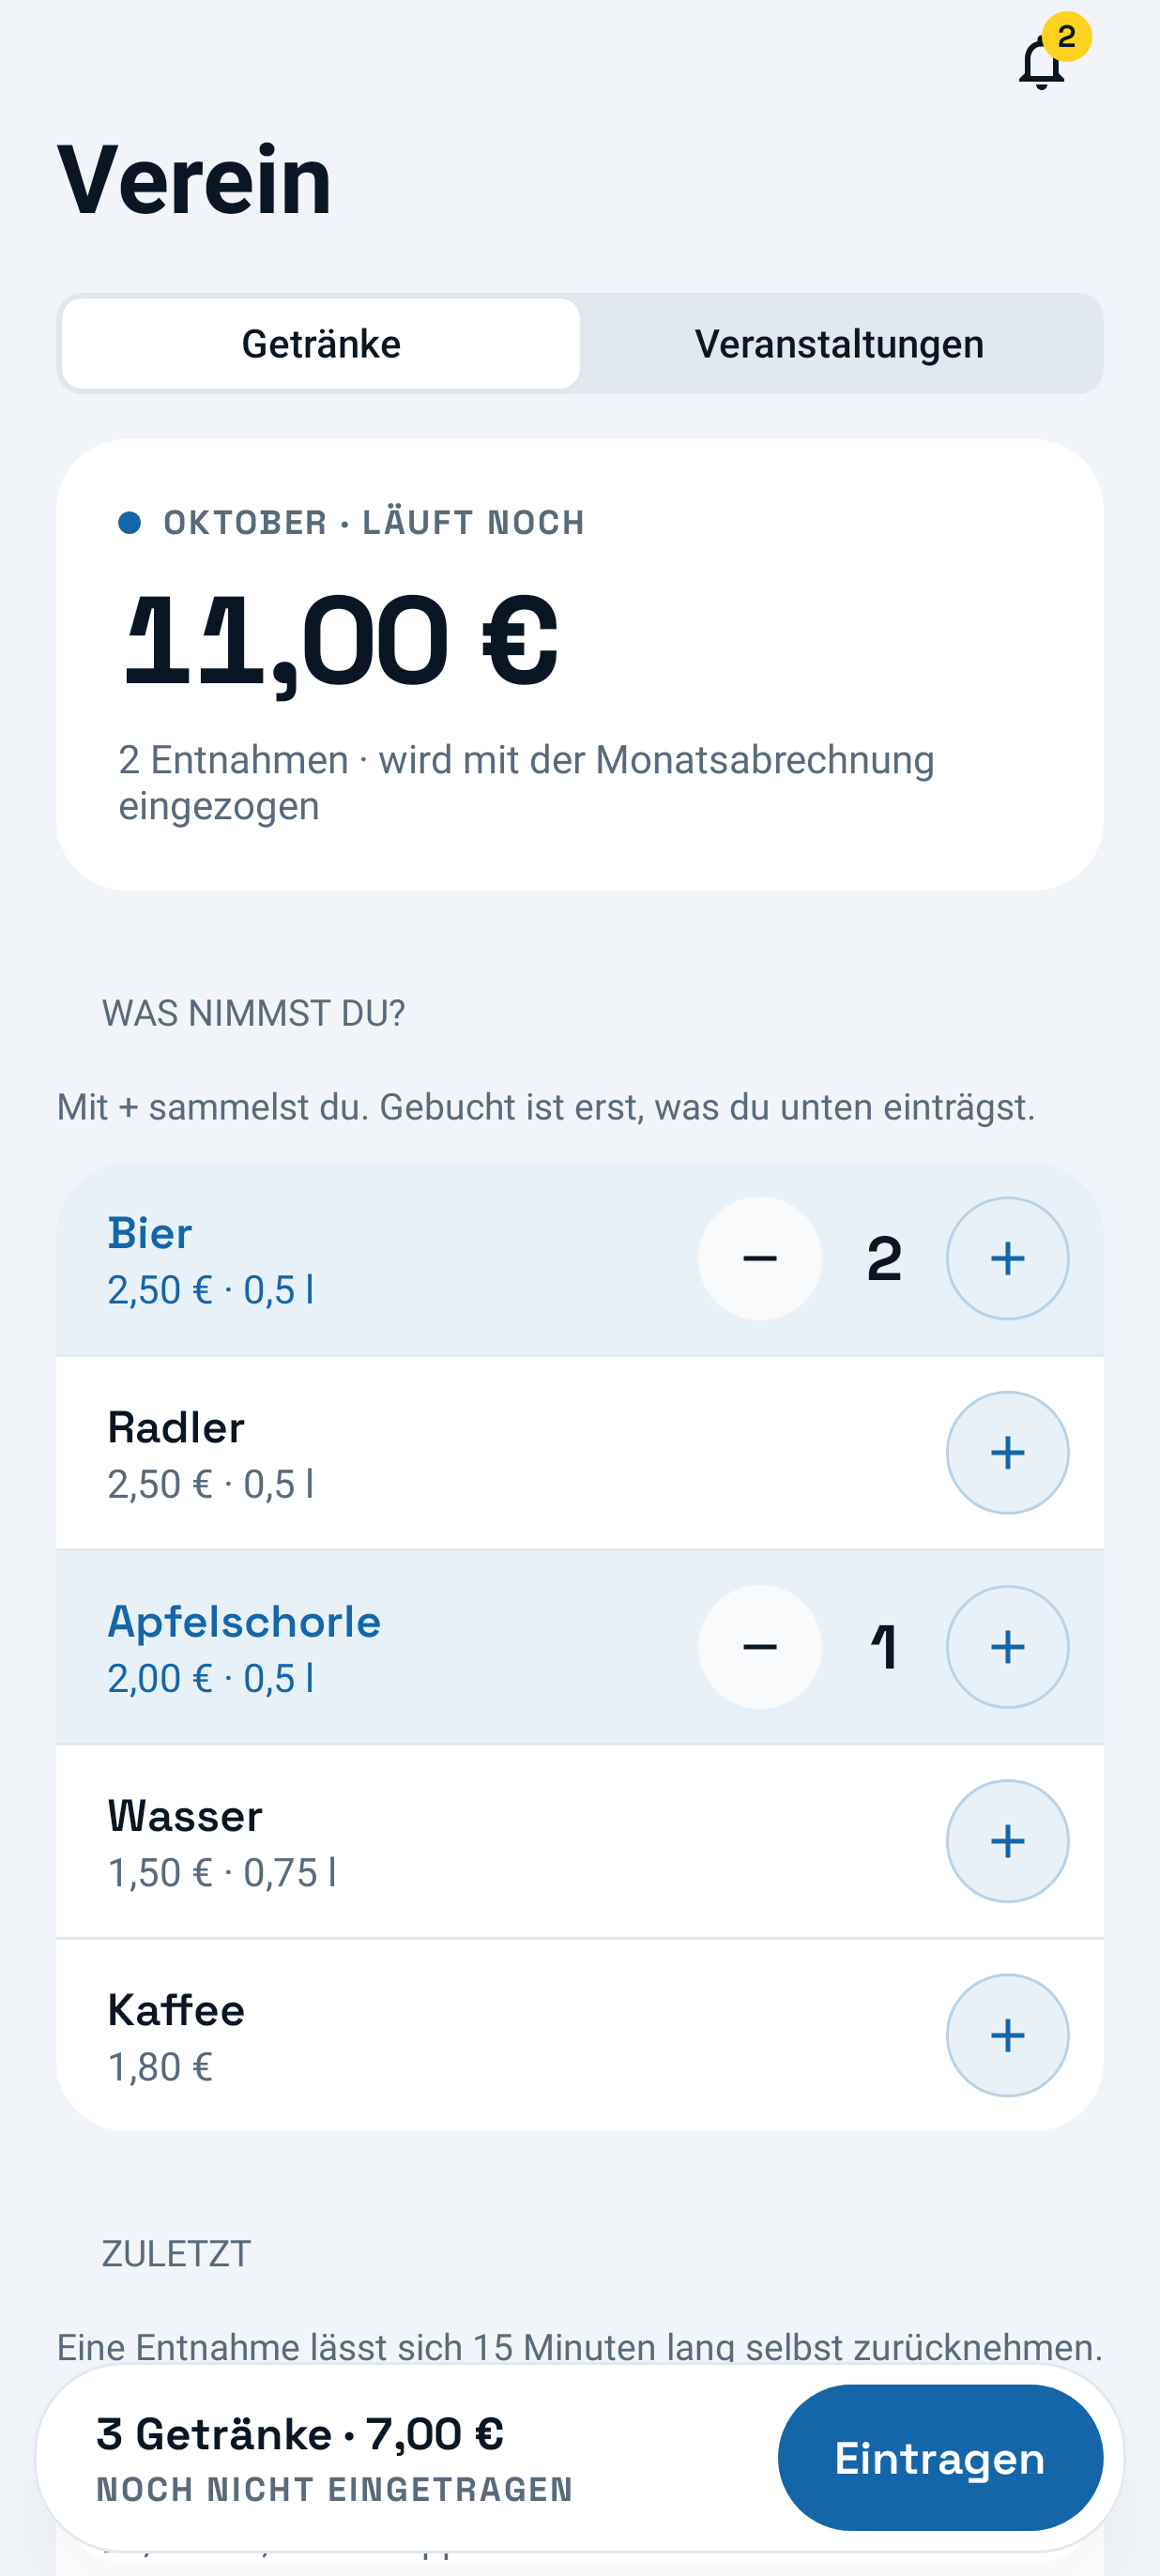 2
Verein
Getränke
Veranstaltungen
OKTOBER · LÄUFT NOCH
11,00 €
2 Entnahmen · wird mit der Monatsabrechnung
eingezogen
WAS NIMMST DU?
Mit + sammelst du. Gebucht ist erst, was du unten einträgst.
Bier
2,50 € · 0,5 l
− 2 +
Radler
2,50 € · 0,5 l
+
Apfelschorle
2,00 € · 0,5 l
− 1 +
Wasser
1,50 € · 0,75 l
+
Kaffee
1,80 €
+
ZULETZT
Eine Entnahme lässt sich 15 Minuten lang selbst zurücknehmen.
3 Getränke · 7,00 €
NOCH NICHT EINGETRAGEN
Eintragen